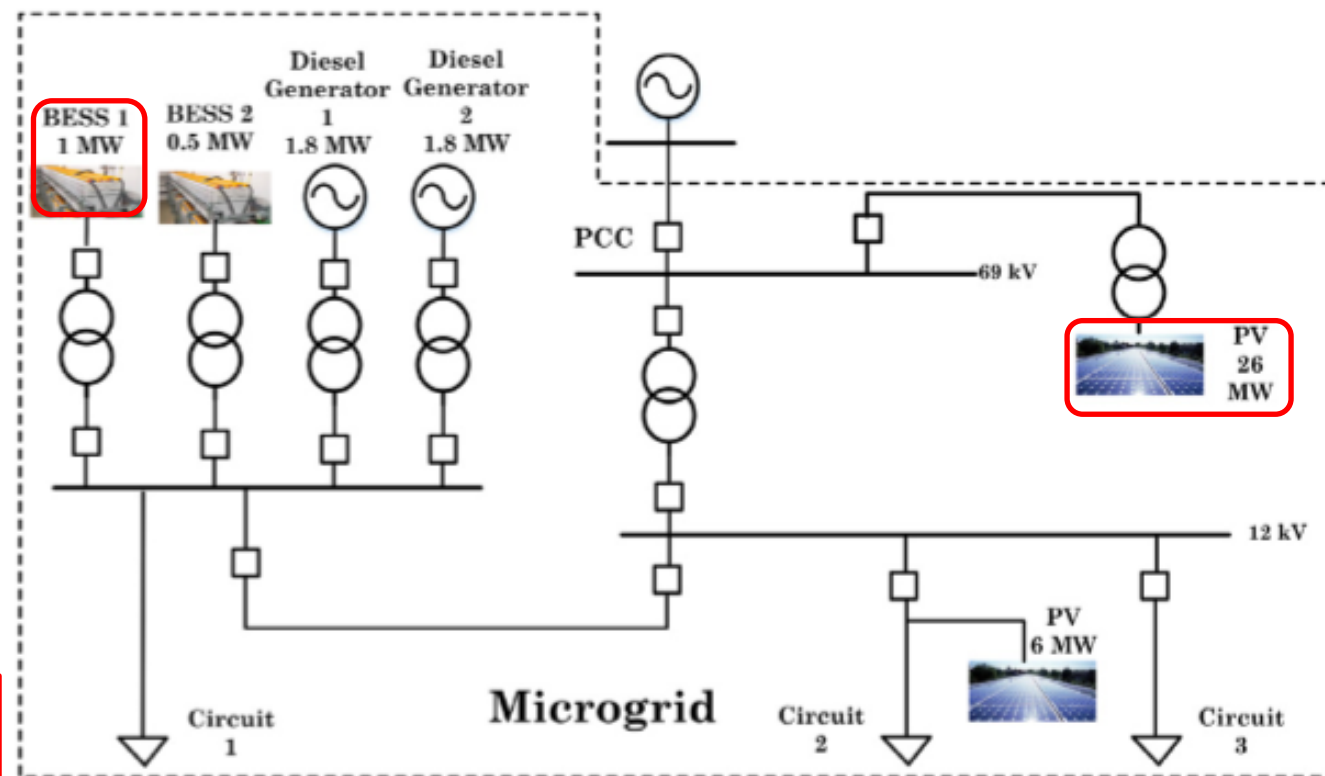 BESS 1
1 MW
BESS 2
0.5 MW
Diesel
Generator
1
1.8 MW
Diesel
Generator
2
1.8 MW
PCC
69 kV
PV
26
MW
12 kV
PV
6 MW
Microgrid
Circuit
1
Circuit
2
Circuit
3